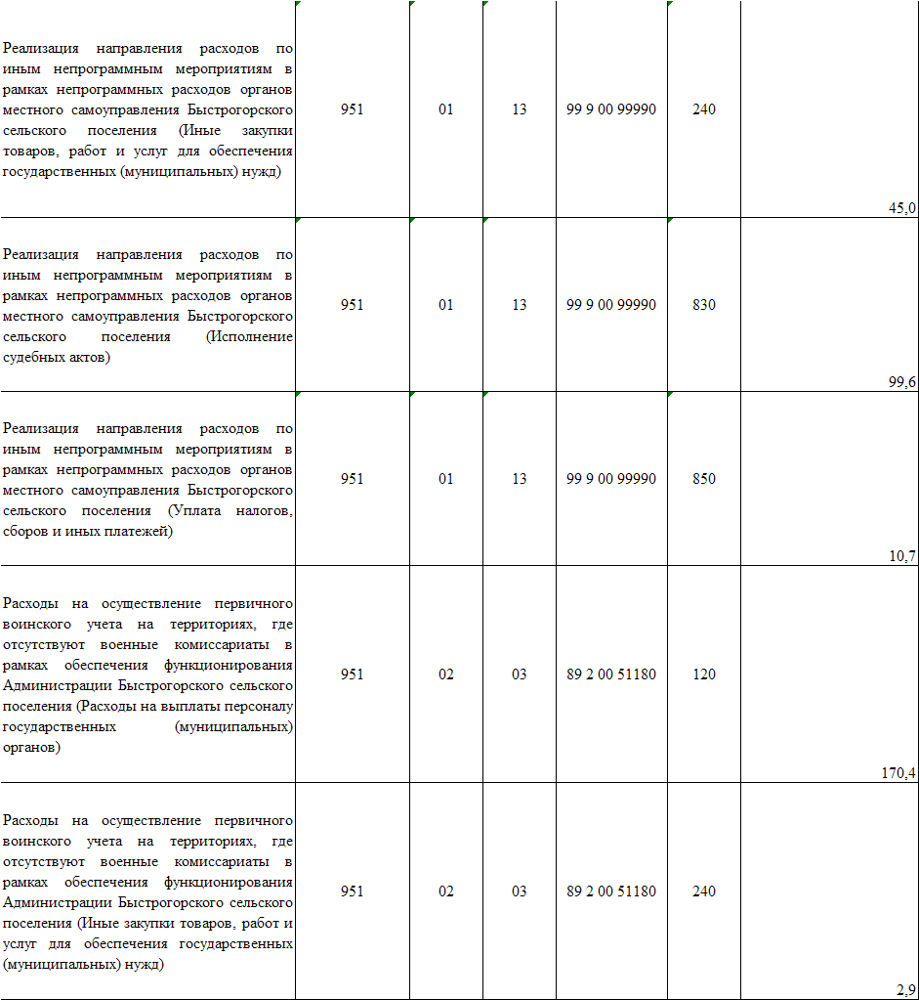 Реализация направления расходов по
иным непрограммным мероприятиям в
рамках непрограммных расходов органов
местного самоуправления Быстрогорского
сельского поселения (Иные закупки
товаров, работ и услуг для обеспечения
государственных (муниципальных) нужд)
951 01 13 99 9 00 99990 240
45,0
Реализация направления расходов по
иным непрограммным мероприятиям в
рамках непрограммных расходов органов
местного самоуправления Быстрогорского
сельского поселения (Исполнение
судебных актов)
951 01 13 99 9 00 99990 830
99,6
Реализация направления расходов по
иным непрограммным мероприятиям в
рамках непрограммных расходов органов
местного самоуправления Быстрогорского
сельского поселения (Уплата налогов,
сборов и иных платежей)
951 01 13 99 9 00 99990 850
10,7
Расходы на осуществление первичного
воинского учета на территориях, где
отсутствуют военные комиссариаты в
рамках обеспечения функционирования
Администрации Быстрогорского сельского
поселения (Расходы на выплаты персоналу
государственных (муниципальных)
органов)
951 02 03 89 2 00 51180 120
170,4
Расходы на осуществление первичного
воинского учета на территориях, где
отсутствуют военные комиссариаты в
рамках обеспечения функционирования
Администрации Быстрогорского сельского
поселения (Иные закупки товаров, работ и
услуг для обеспечения государственных
(муниципальных) нужд)
951 02 03 89 2 00 51180 240
2,9